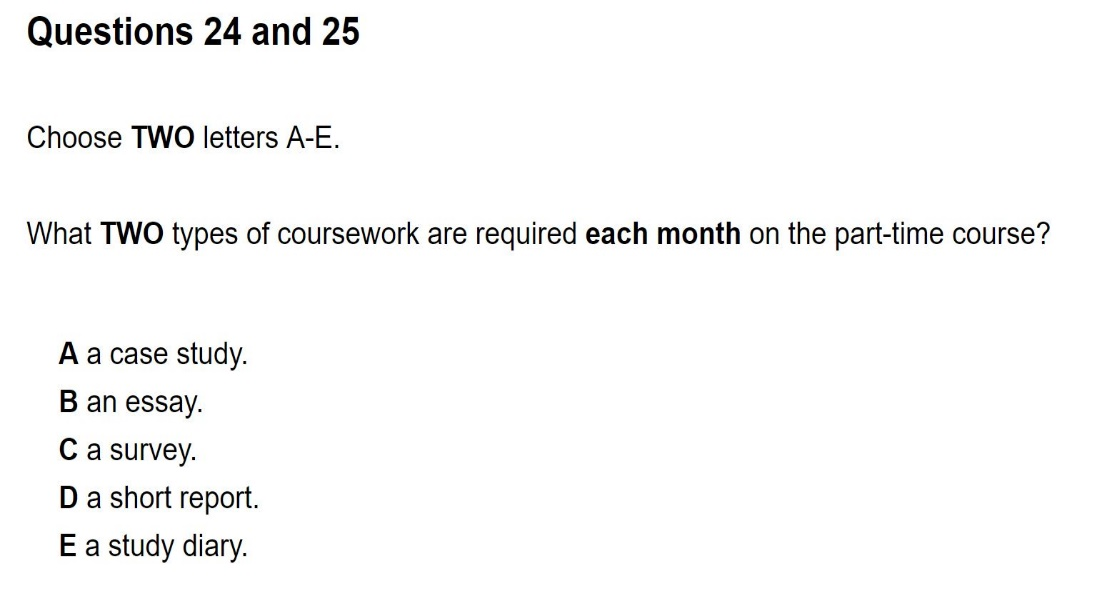 Questions 24 and 25
Choose TWO letters A-E.
What TWO types of coursework are required each month on the part-time course?
A a case study.
B an essay.
C a survey.
D a short report.
E a study diary.